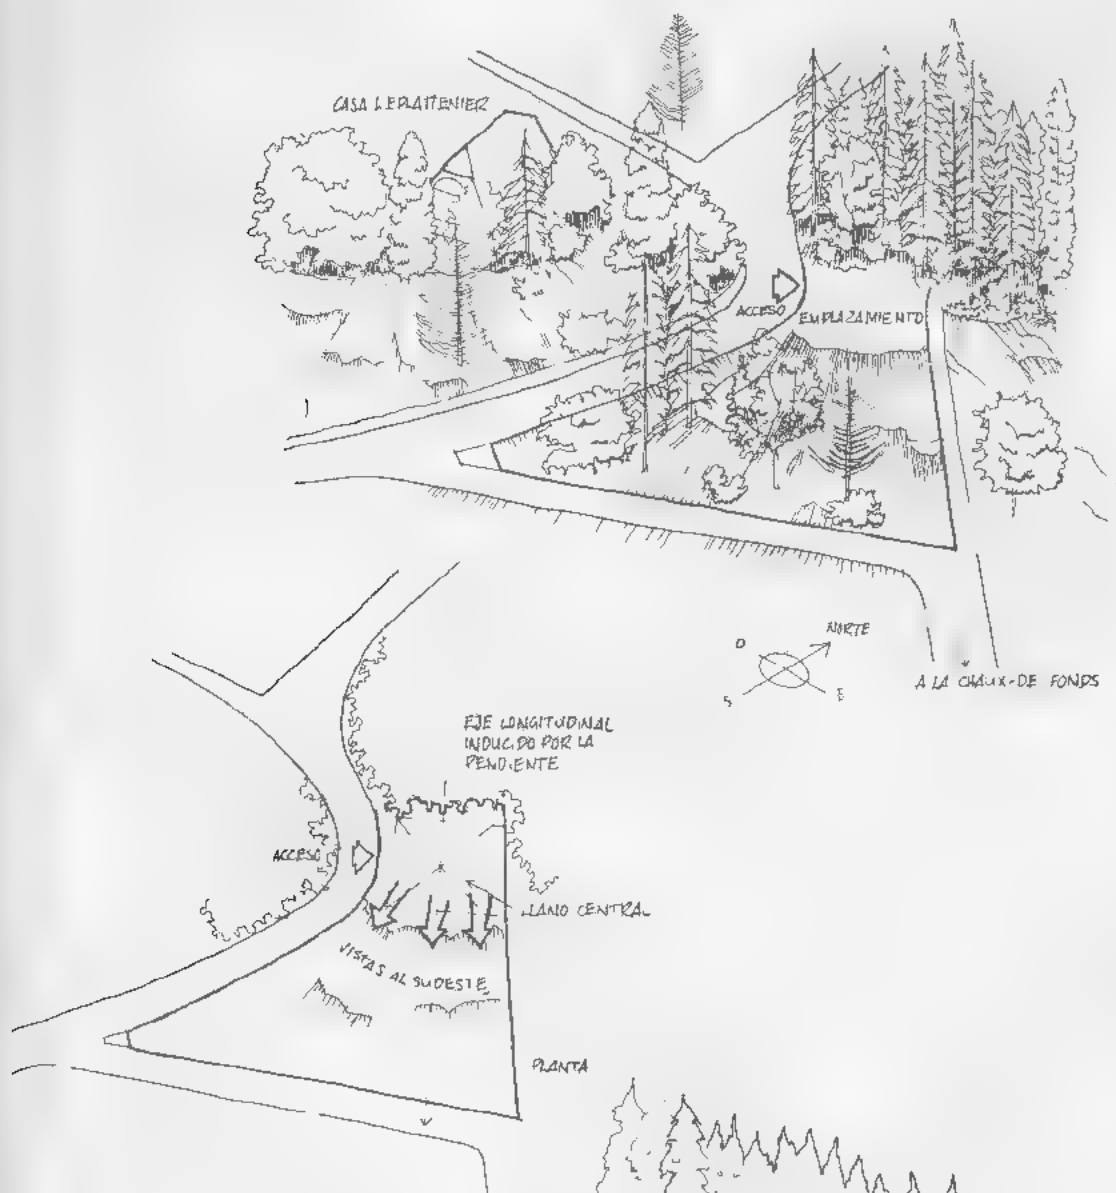 CASA L'EPLATTENIER
ACCESO
EMPLAZAMIENTO
NORTE
O
S
E
A LA CHAUX-DE FONDS
EJE LONGITUDINAL
INDUCIDO POR LA
PENDIENTE
ACCESO
LLANO CENTRAL
VISTAS AL SUDESTE
PLANTA